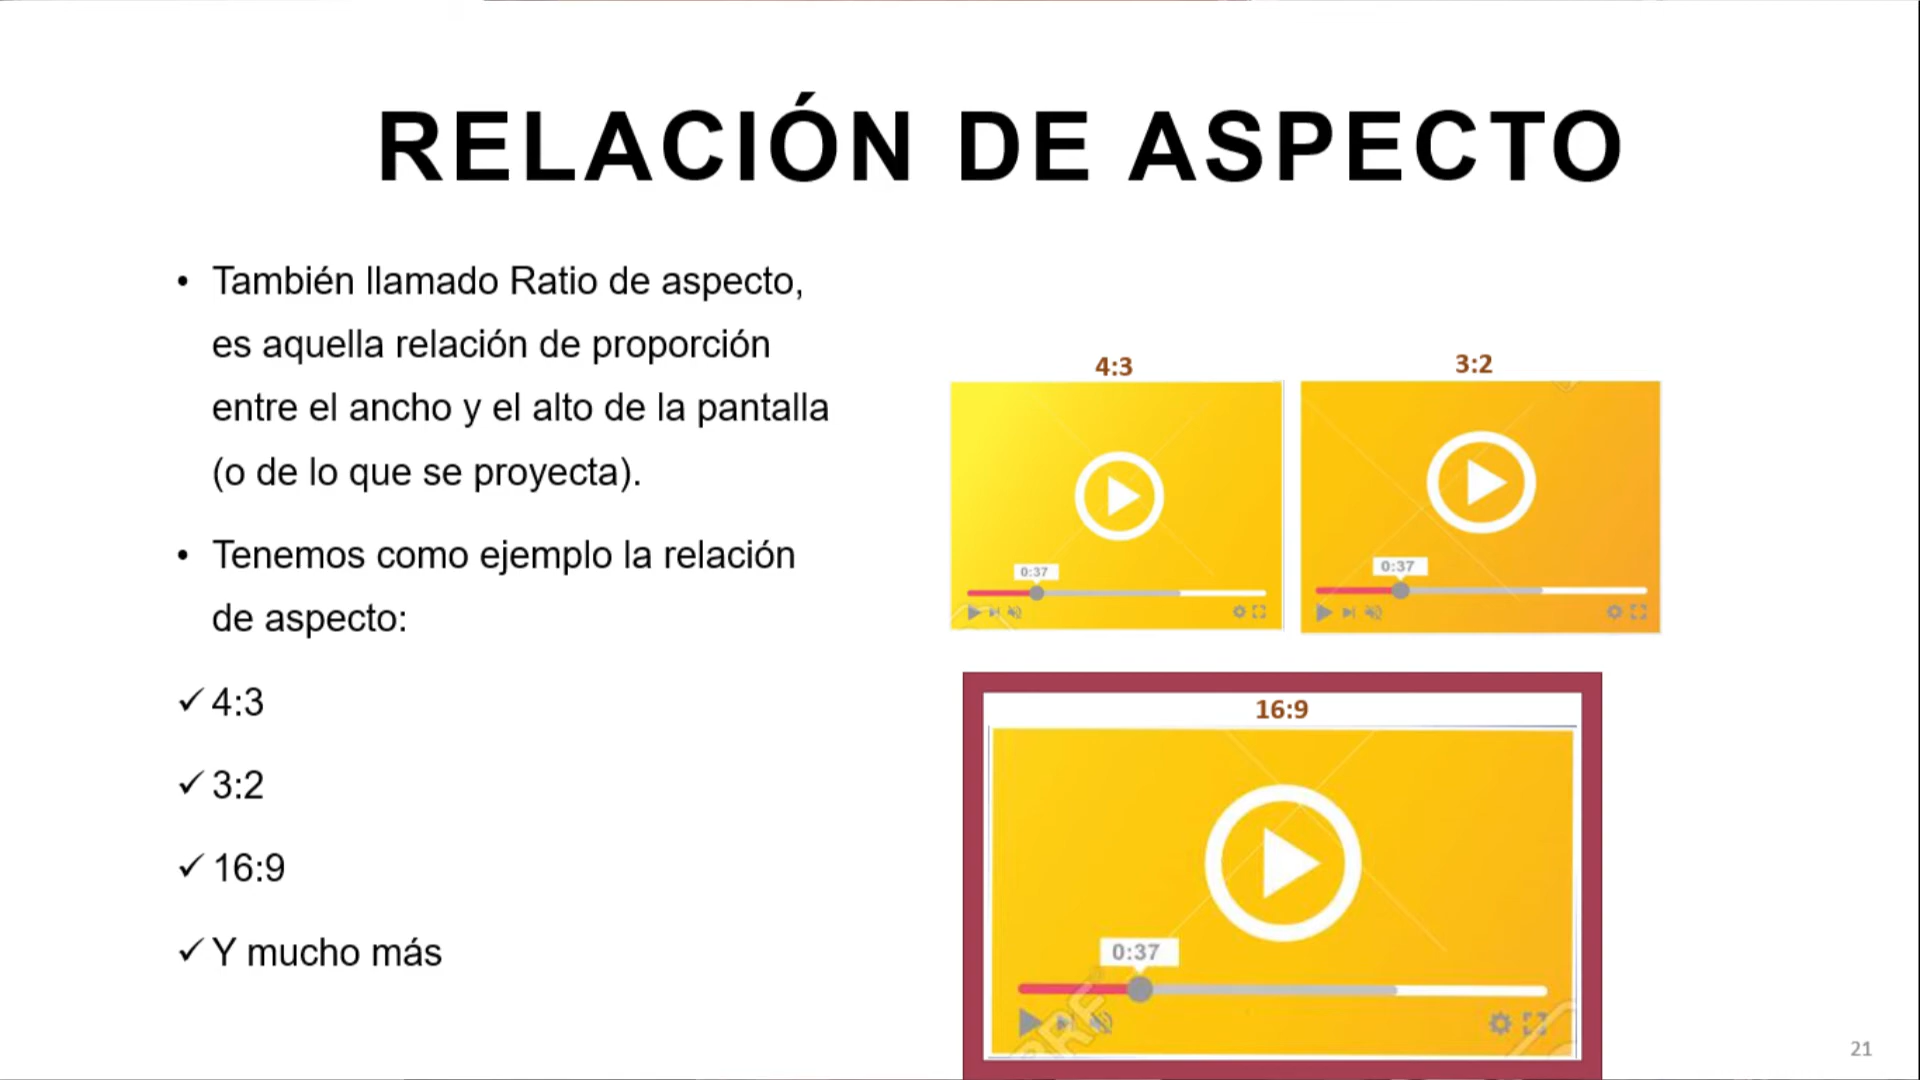 RELACIÓN DE ASPECTO
• También llamado Ratio de aspecto,
es aquella relación de proporción
entre el ancho y el alto de la pantalla
(o de lo que se proyecta).
• Tenemos como ejemplo la relación
de aspecto:
✓ 4:3
✓ 3:2
✓ 16:9
✓ Y mucho más
4:3
0:37
3:2
0:37
16:9
0:37
21